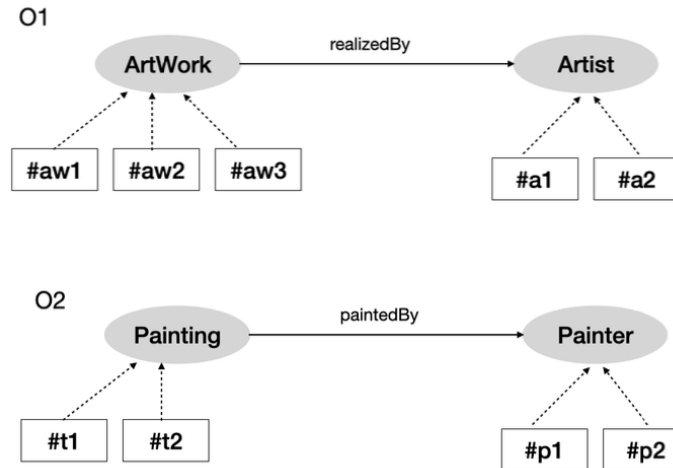 O1
realizedBy
ArtWork
Artist
#aw1 #aw2 #aw3
#a1 #a2
O2
paintedBy
Painting
Painter
#t1 #t2
#p1 #p2